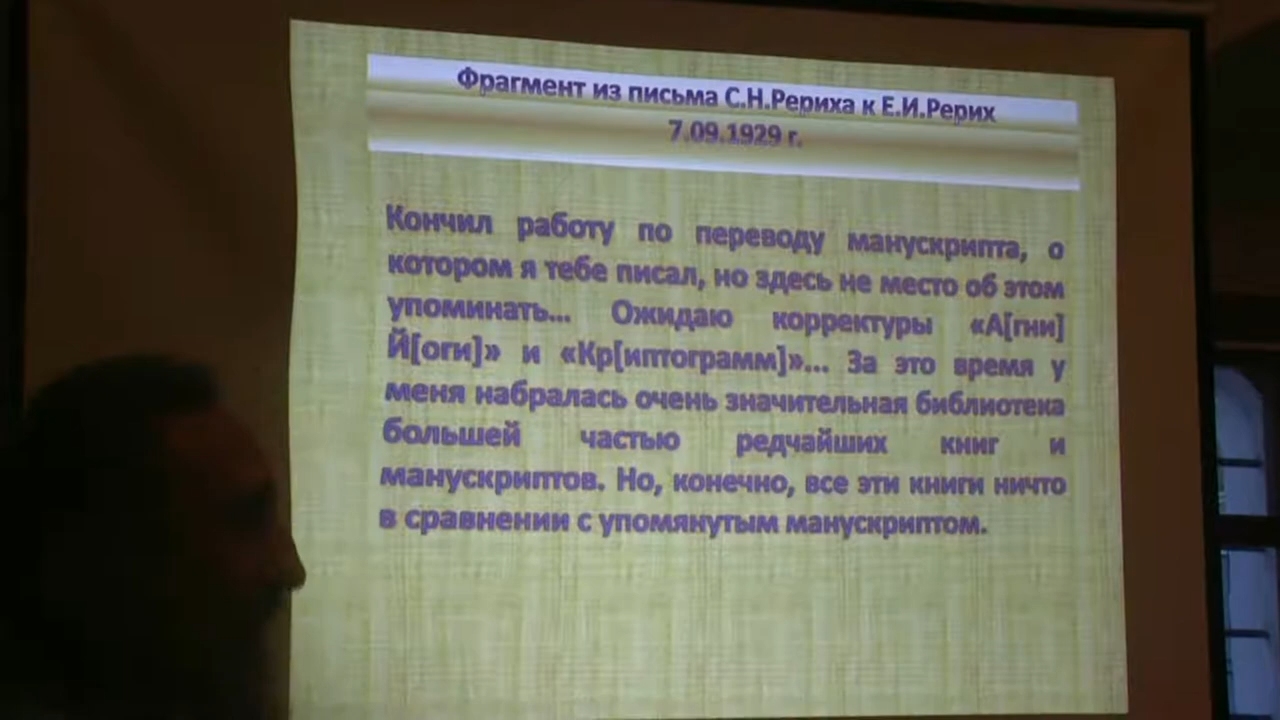 Фрагмент из письма С.Н.Рериха к Е.И.Рерих
7.09.1929 г.
Кончил работу по переводу манускрипта, о
котором я тебе писал, но здесь не место об этом
упоминать... Ожидаю корректуры «А[гни]
Й[оги]» и «Кр[иптограмм]»... За это время у
меня набралась очень значительная библиотека
большей частью редчайших книг и
манускриптов. Но, конечно, все эти книги ничто
в сравнении с упомянутым манускриптом.